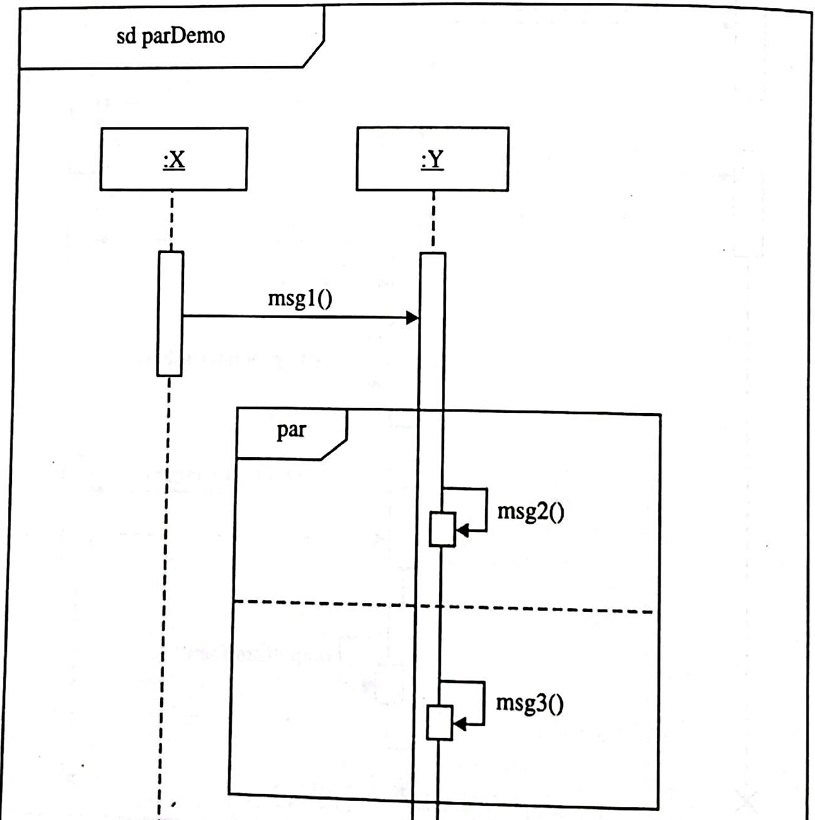 sd parDemo
:X
:Y
msg1()
par
msg2()
msg3()